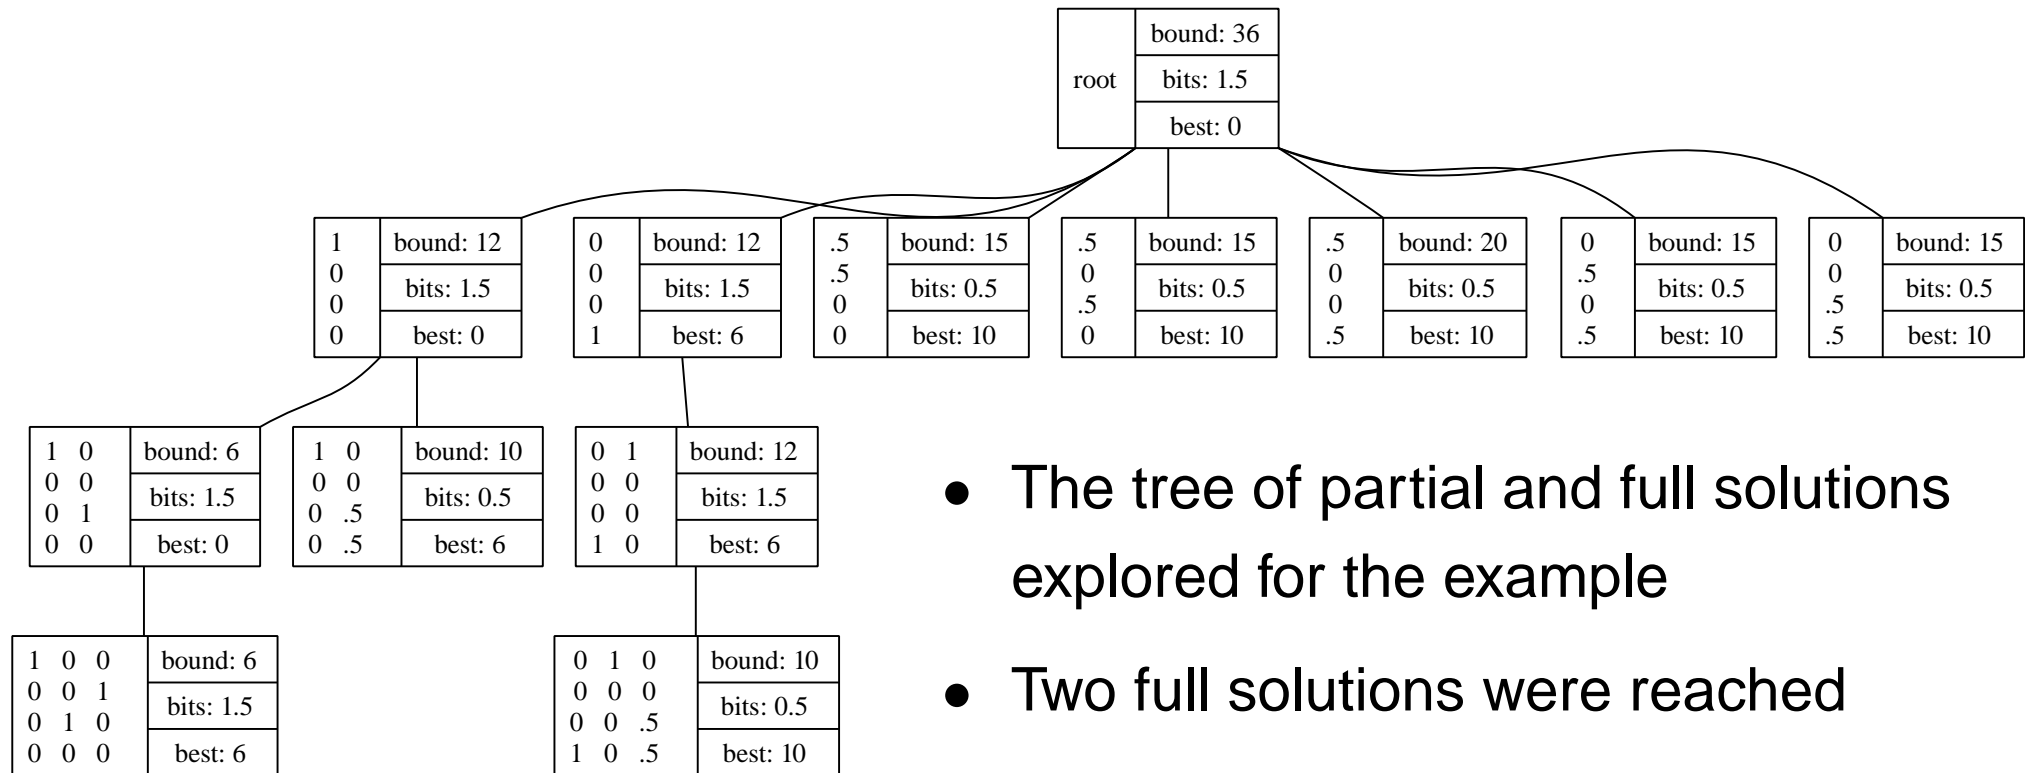 root
bound: 36
bits: 1.5
best: 0
1
0
0
0
bound: 12
bits: 1.5
best: 0
0
0
0
1
bound: 12
bits: 1.5
best: 6
.5
.5
0
0
bound: 15
bits: 0.5
best: 10
.5
0
.5
0
bound: 15
bits: 0.5
best: 10
.5
0
0
.5
bound: 20
bits: 0.5
best: 10
0
.5
0
.5
bound: 15
bits: 0.5
best: 10
0
0
.5
.5
bound: 15
bits: 0.5
best: 10
1 0
0 0
0 1
0 0
bound: 6
bits: 1.5
best: 0
1 0
0 0
0 .5
0 .5
bound: 10
bits: 0.5
best: 6
0 1
0 0
0 0
1 0
bound: 12
bits: 1.5
best: 6
1 0 0
0 0 1
0 1 0
0 0 0
bound: 6
bits: 1.5
best: 6
0 1 0
0 0 0
0 0 .5
1 0 .5
bound: 10
bits: 0.5
best: 10
• The tree of partial and full solutions
explored for the example
• Two full solutions were reached